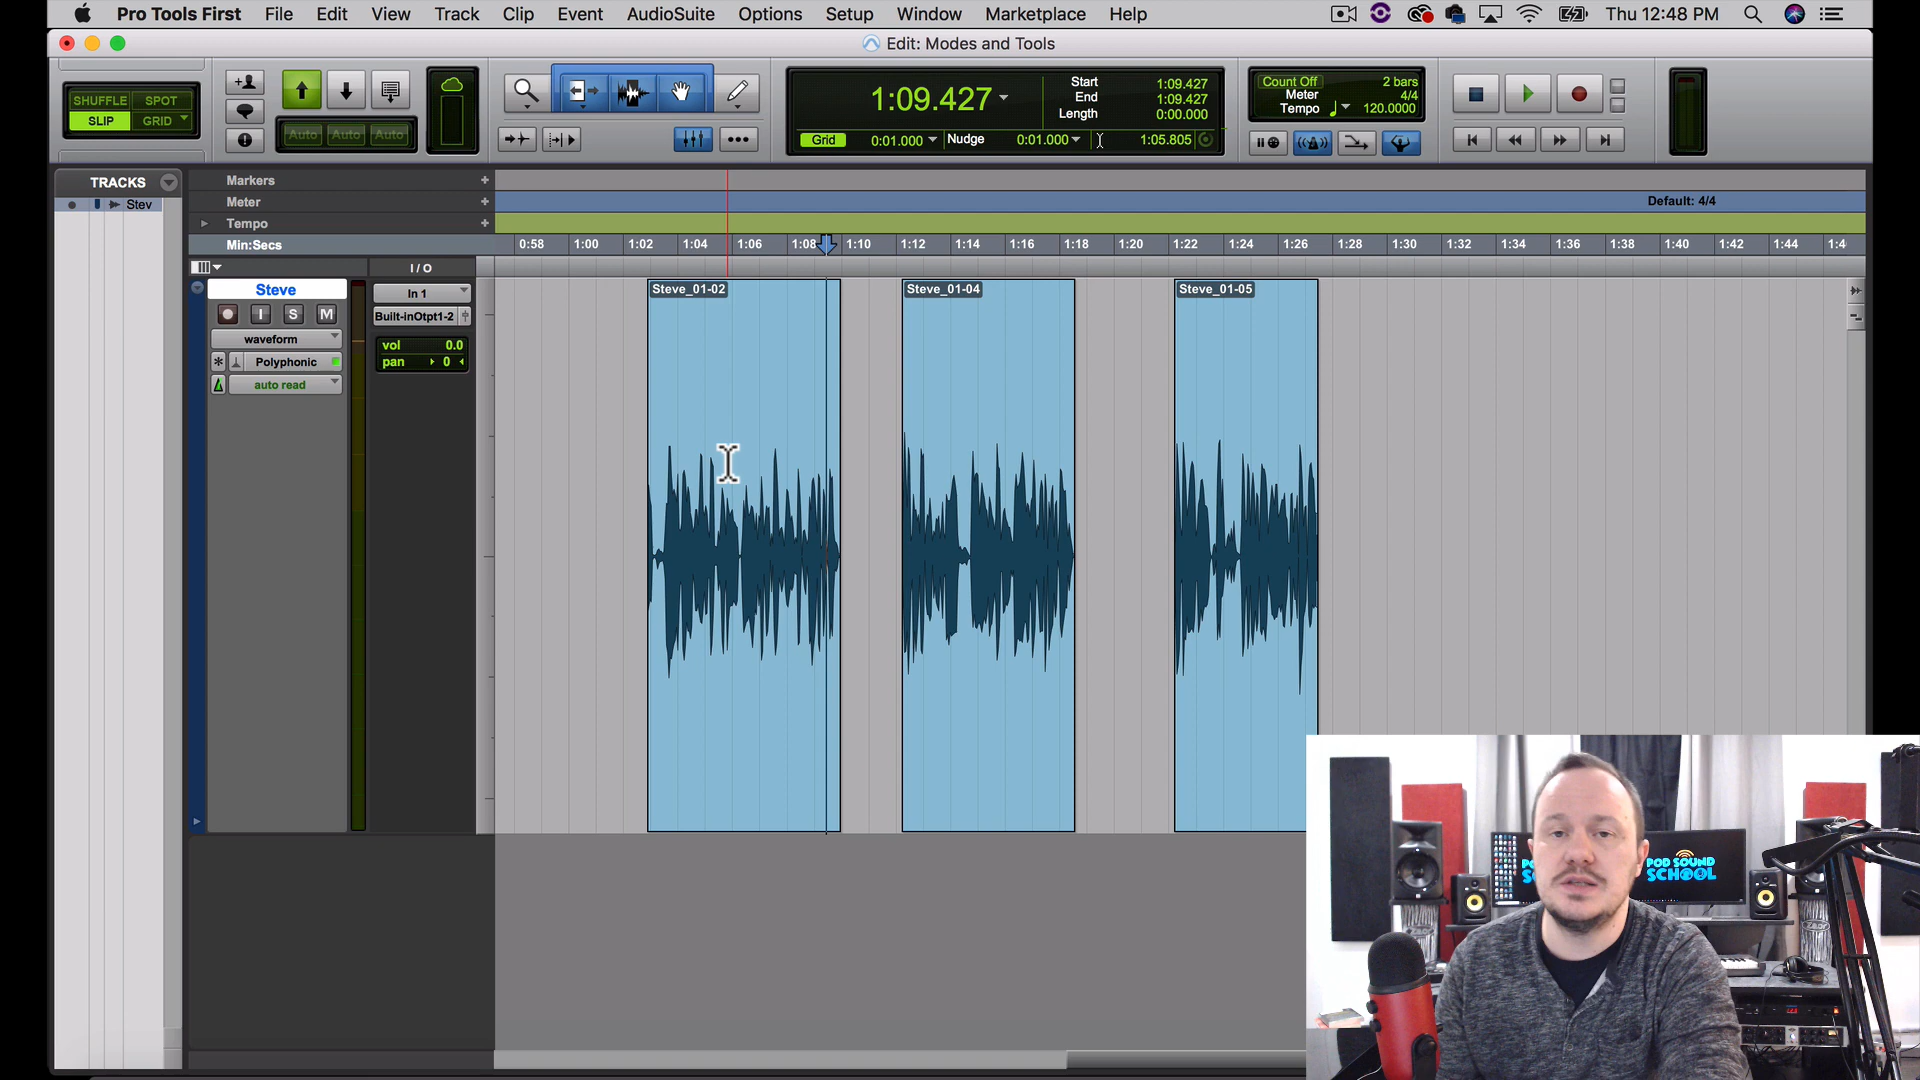 Pro Tools First File Edit View Track Clip Event AudioSuite Options Setup Window Marketplace Help Thu 12:48 PM
Edit: Modes and Tools
SHUFFLE SPOT
SLIP GRID
Auto Auto Auto
1:09.427
Start 1:09.427
End 1:09.427
Length 0:00.000
Grid 0:01.000 Nudge 0:01.000 1:05.805
Count Off 2 bars
Meter 4/4
Tempo 120.0000
TRACKS
Stev
Markers
Meter Default: 4/4
Tempo
Min:Secs 0:58 1:00 1:02 1:04 1:06 1:08 1:10 1:12 1:14 1:16 1:18 1:20 1:22 1:24 1:26 1:28 1:30 1:32 1:34 1:36 1:38 1:40 1:42 1:44 1:4
I / O
Steve In 1 Steve_01-02 Steve_01-04 Steve_01-05
I S M Built-inOtpt1-2
waveform
vol 0.0
Polyphonic pan 0
auto read
POD SOUND
SCHOOL